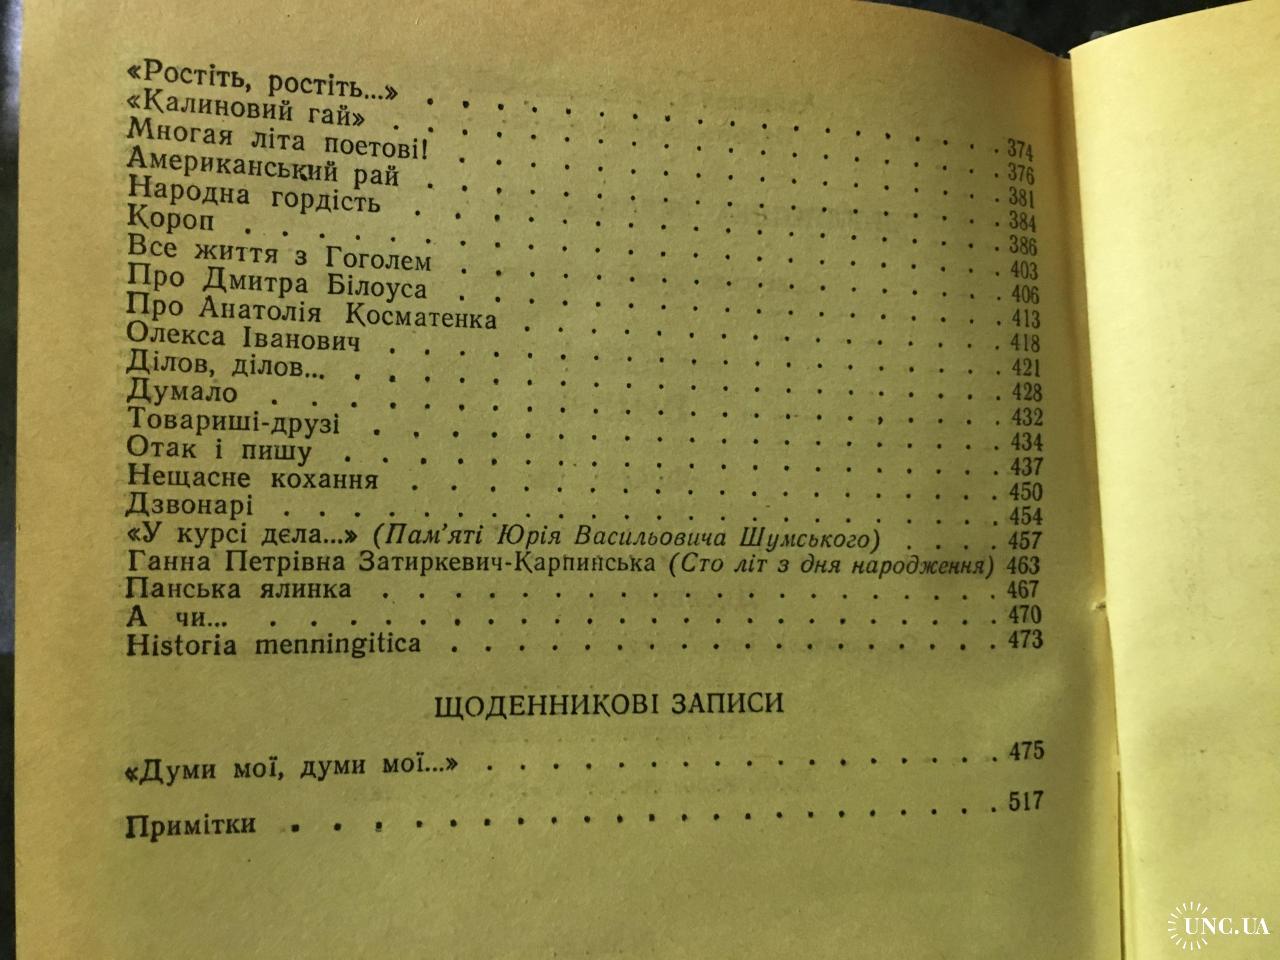 «Ростіть, ростіть...» 374
«Калиновий гай» 376
Многая літа поетові! 381
Американський рай 384
Народна гордість 386
Короп 403
Все життя з Гоголем 406
Про Дмитра Білоуса 413
Про Анатолія Косматенка 418
Олекса Іванович 421
Ділов, ділов... 428
Думало 432
Товариші-друзі 434
Отак і пишу 437
Нещасне кохання 450
Дзвонарі 454
«У курсі дєла...» (Пам'яті Юрія Васильовича Шумського) 457
Ганна Петрівна Затиркевич-Карпинська (Сто літ з дня народження) 463
Панська ялинка 467
А чи... 470
Historia menningitica 473
ЩОДЕННИКОВІ ЗАПИСИ
«Думи мої, думи мої...» 475
Примітки 517
UNC.UA